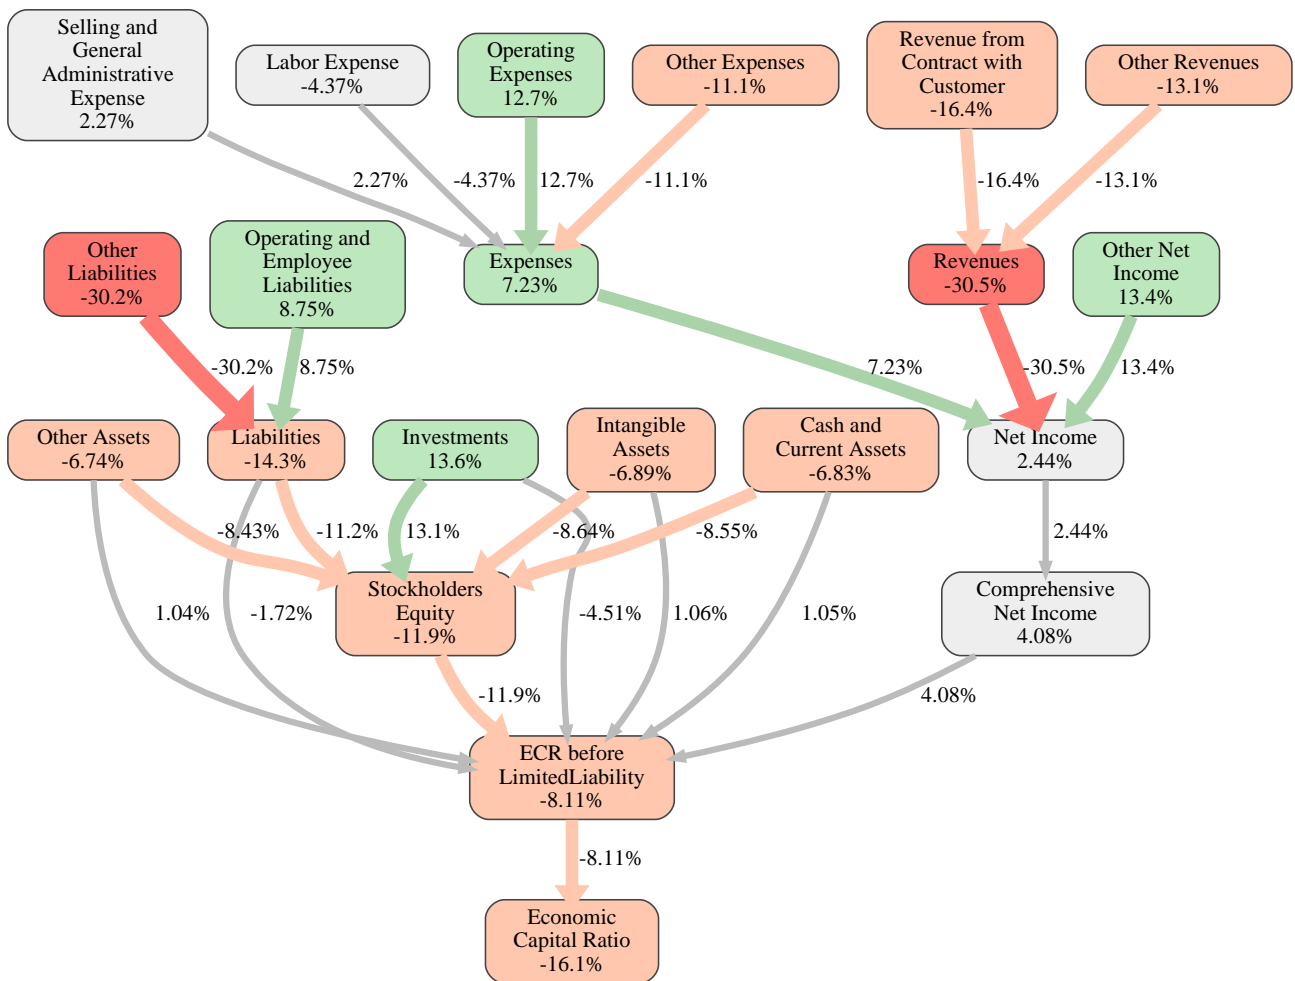 Selling and
General
Administrative
Expense
2.27%
Labor Expense
-4.37%
Operating
Expenses
12.7%
Other Expenses
-11.1%
Revenue from
Contract with
Customer
-16.4%
Other Revenues
-13.1%
2.27%
-4.37%
12.7%
-11.1%
-16.4%
-13.1%
Other
Liabilities
-30.2%
Operating and
Employee
Liabilities
8.75%
Expenses
7.23%
Revenues
-30.5%
Other Net
Income
13.4%
-30.2%
8.75%
7.23%
-30.5%
13.4%
Other Assets
-6.74%
Liabilities
-14.3%
Investments
13.6%
Intangible
Assets
-6.89%
Cash and
Current Assets
-6.83%
Net Income
2.44%
-8.43%
-11.2%
13.1%
-8.64%
-8.55%
2.44%
1.04%
-1.72%
Stockholders
Equity
-11.9%
-4.51%
1.06%
1.05%
Comprehensive
Net Income
4.08%
-11.9%
4.08%
ECR before
LimitedLiability
-8.11%
-8.11%
Economic
Capital Ratio
-16.1%